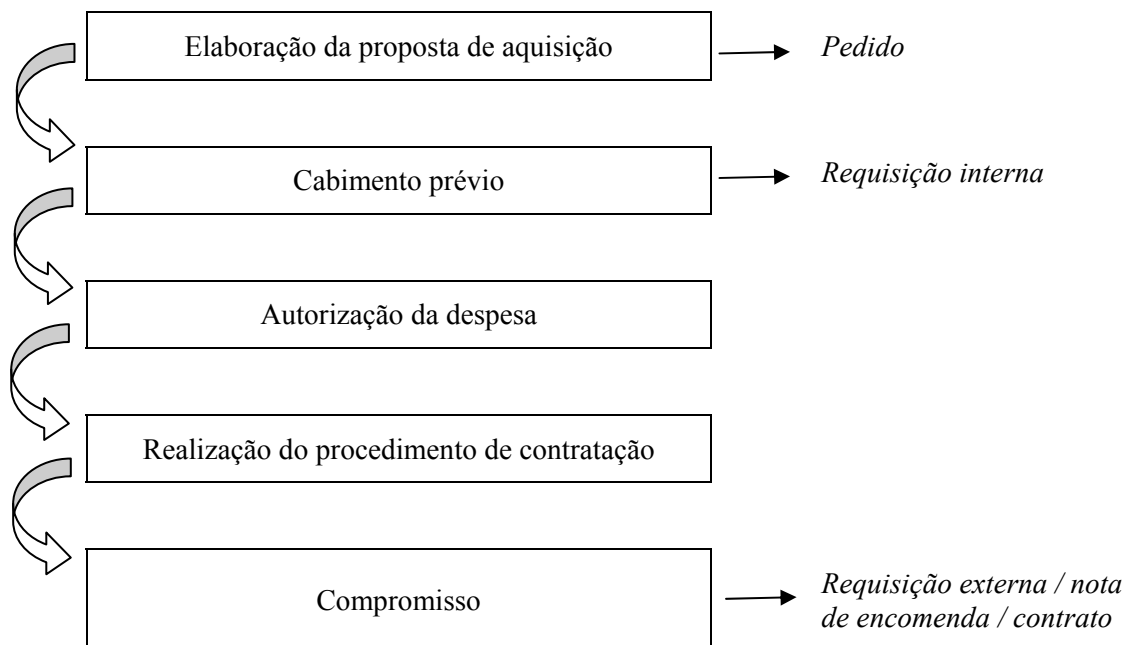 Elaboração da proposta de aquisição
Pedido
Cabimento prévio
Requisição interna
Autorização da despesa
Realização do procedimento de contratação
Compromisso
Requisição externa / nota
de encomenda / contrato